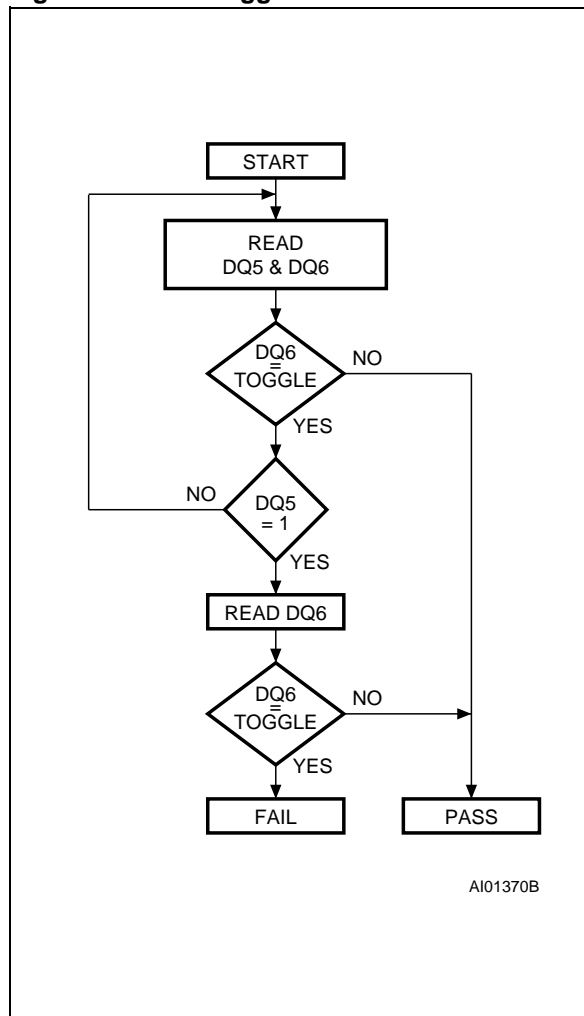 START
READ
DQ5 & DQ6
DQ6
=
TOGGLE
NO
YES
NO
DQ5
= 1
YES
READ DQ6
DQ6
=
TOGGLE
NO
YES
FAIL
PASS
AI01370B